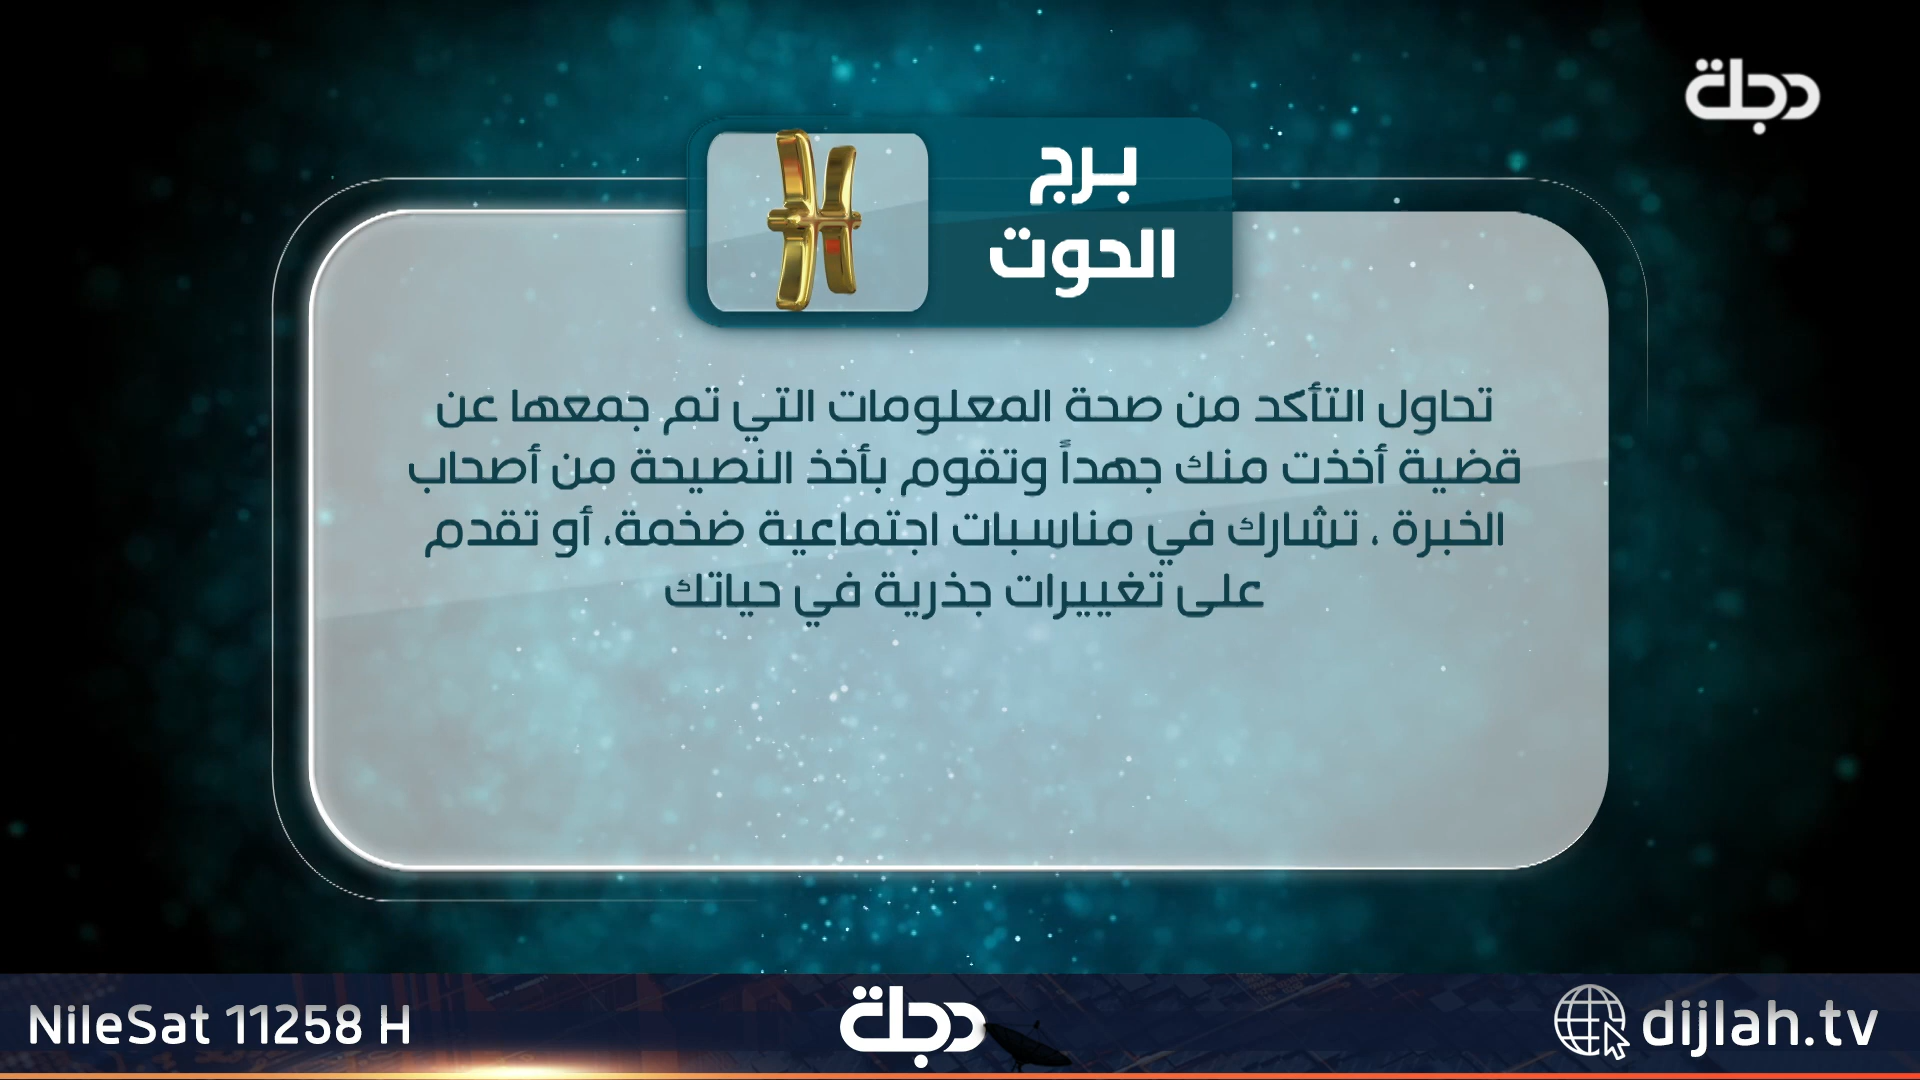 دجلة
برج
الحوت
تحاول التأكد من صحة المعلومات التي تم جمعها عن
قضية أخذت منك جهداً وتقوم بأخذ النصيحة من أصحاب
الخبرة ، تشارك في مناسبات اجتماعية ضخمة، أو تقدم
على تغييرات جذرية في حياتك
NileSat 11258 H
دجلة
dijlah.tv